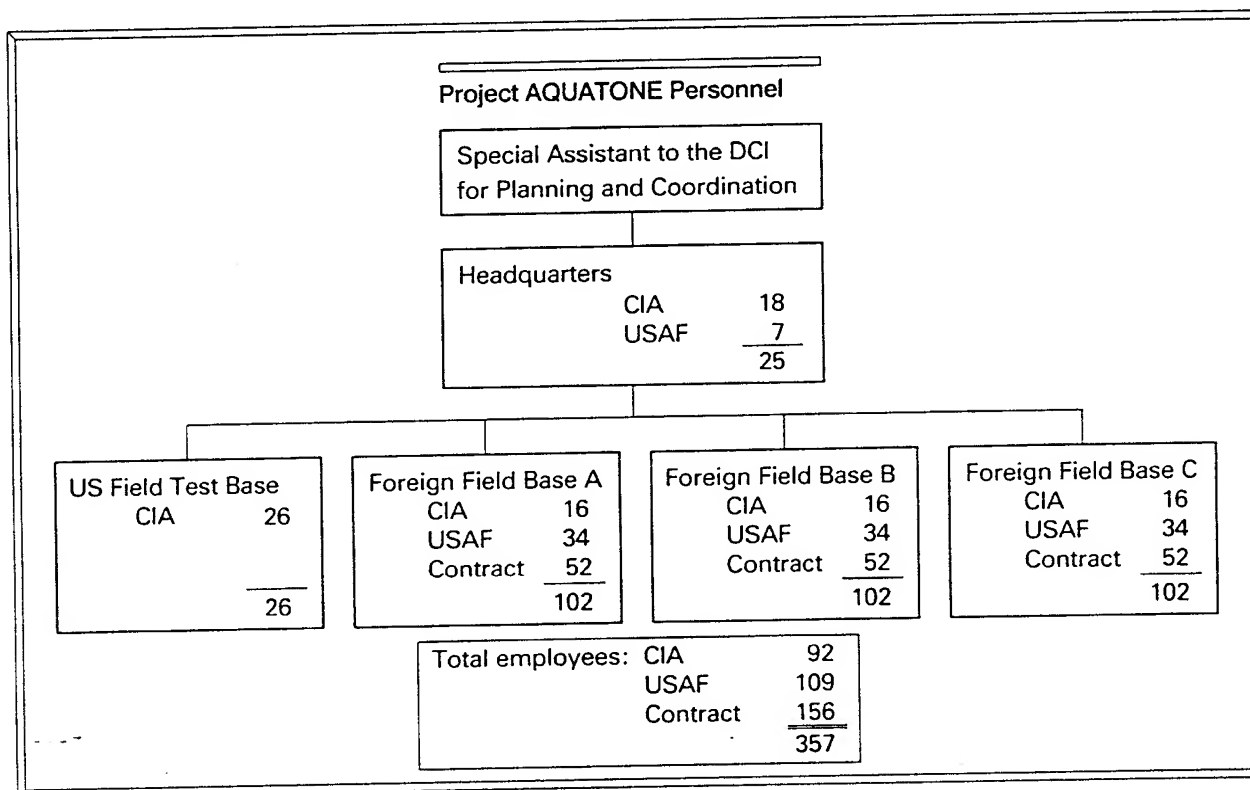 Project AQUATONE Personnel
Special Assistant to the DCI
for Planning and Coordination
Headquarters
CIA 18
USAF 7
25
US Field Test Base
CIA 26
26
Foreign Field Base A
CIA 16
USAF 34
Contract 52
102
Foreign Field Base B
CIA 16
USAF 34
Contract 52
102
Foreign Field Base C
CIA 16
USAF 34
Contract 52
102
Total employees: CIA 92
USAF 109
Contract 156
357